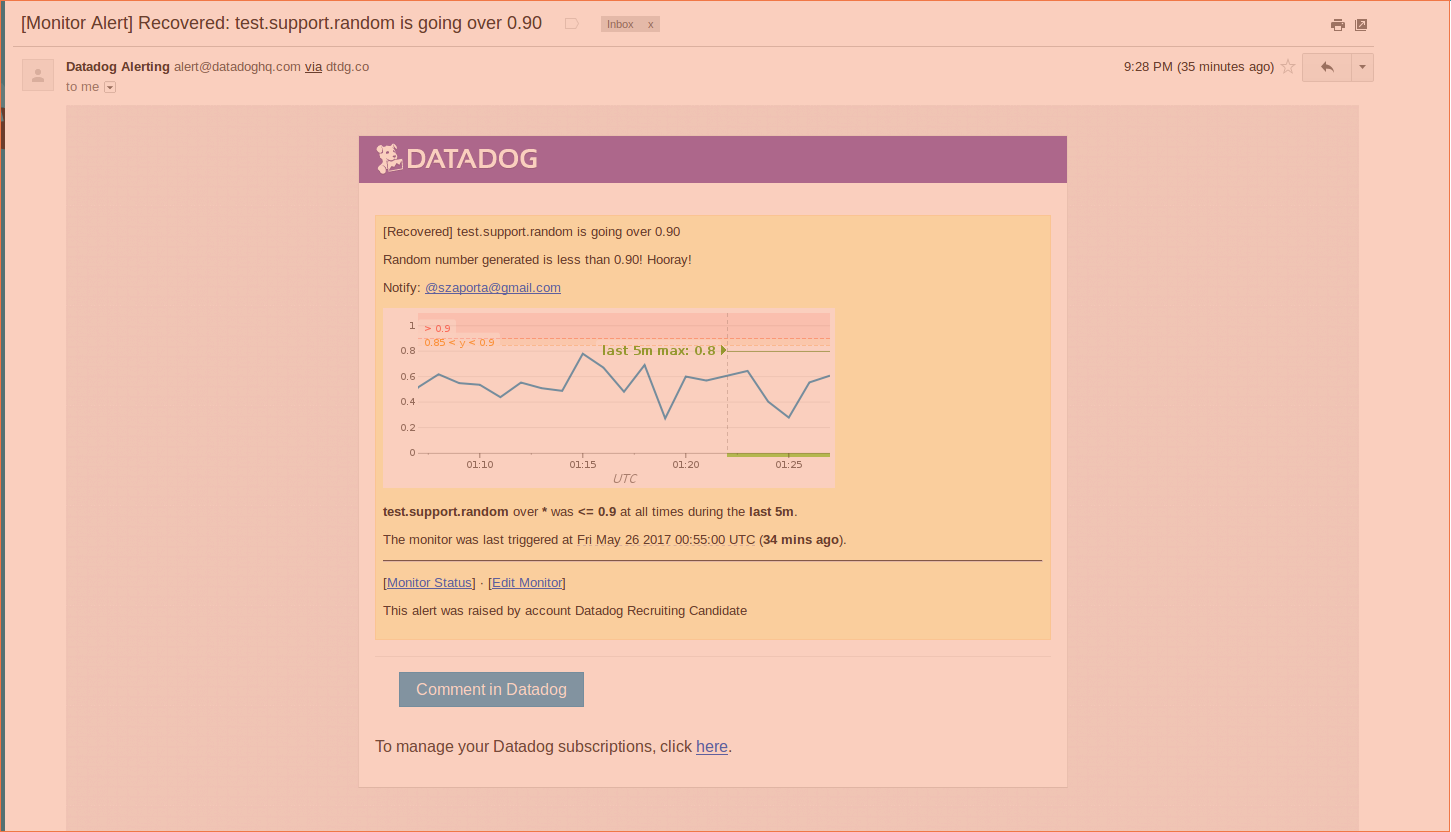 [Monitor Alert] Recovered: test.support.random is going over 0.90
Inbox x
Datadog Alerting alert@datadoghq.com via dtdg.co
9:28 PM (35 minutes ago)
to me
DATADOG
[Recovered] test.support.random is going over 0.90
Random number generated is less than 0.90! Hooray!
Notify: @szaporta@gmail.com
1
> 0.9
0.85 < y < 0.9
0.8
last 5m max: 0.8
0.6
0.4
0.2
0
01:10 01:15 01:20 01:25
UTC
test.support.random over * was <= 0.9 at all times during the last 5m.
The monitor was last triggered at Fri May 26 2017 00:55:00 UTC (34 mins ago).
[Monitor Status] · [Edit Monitor]
This alert was raised by account Datadog Recruiting Candidate
Comment in Datadog
To manage your Datadog subscriptions, click here.